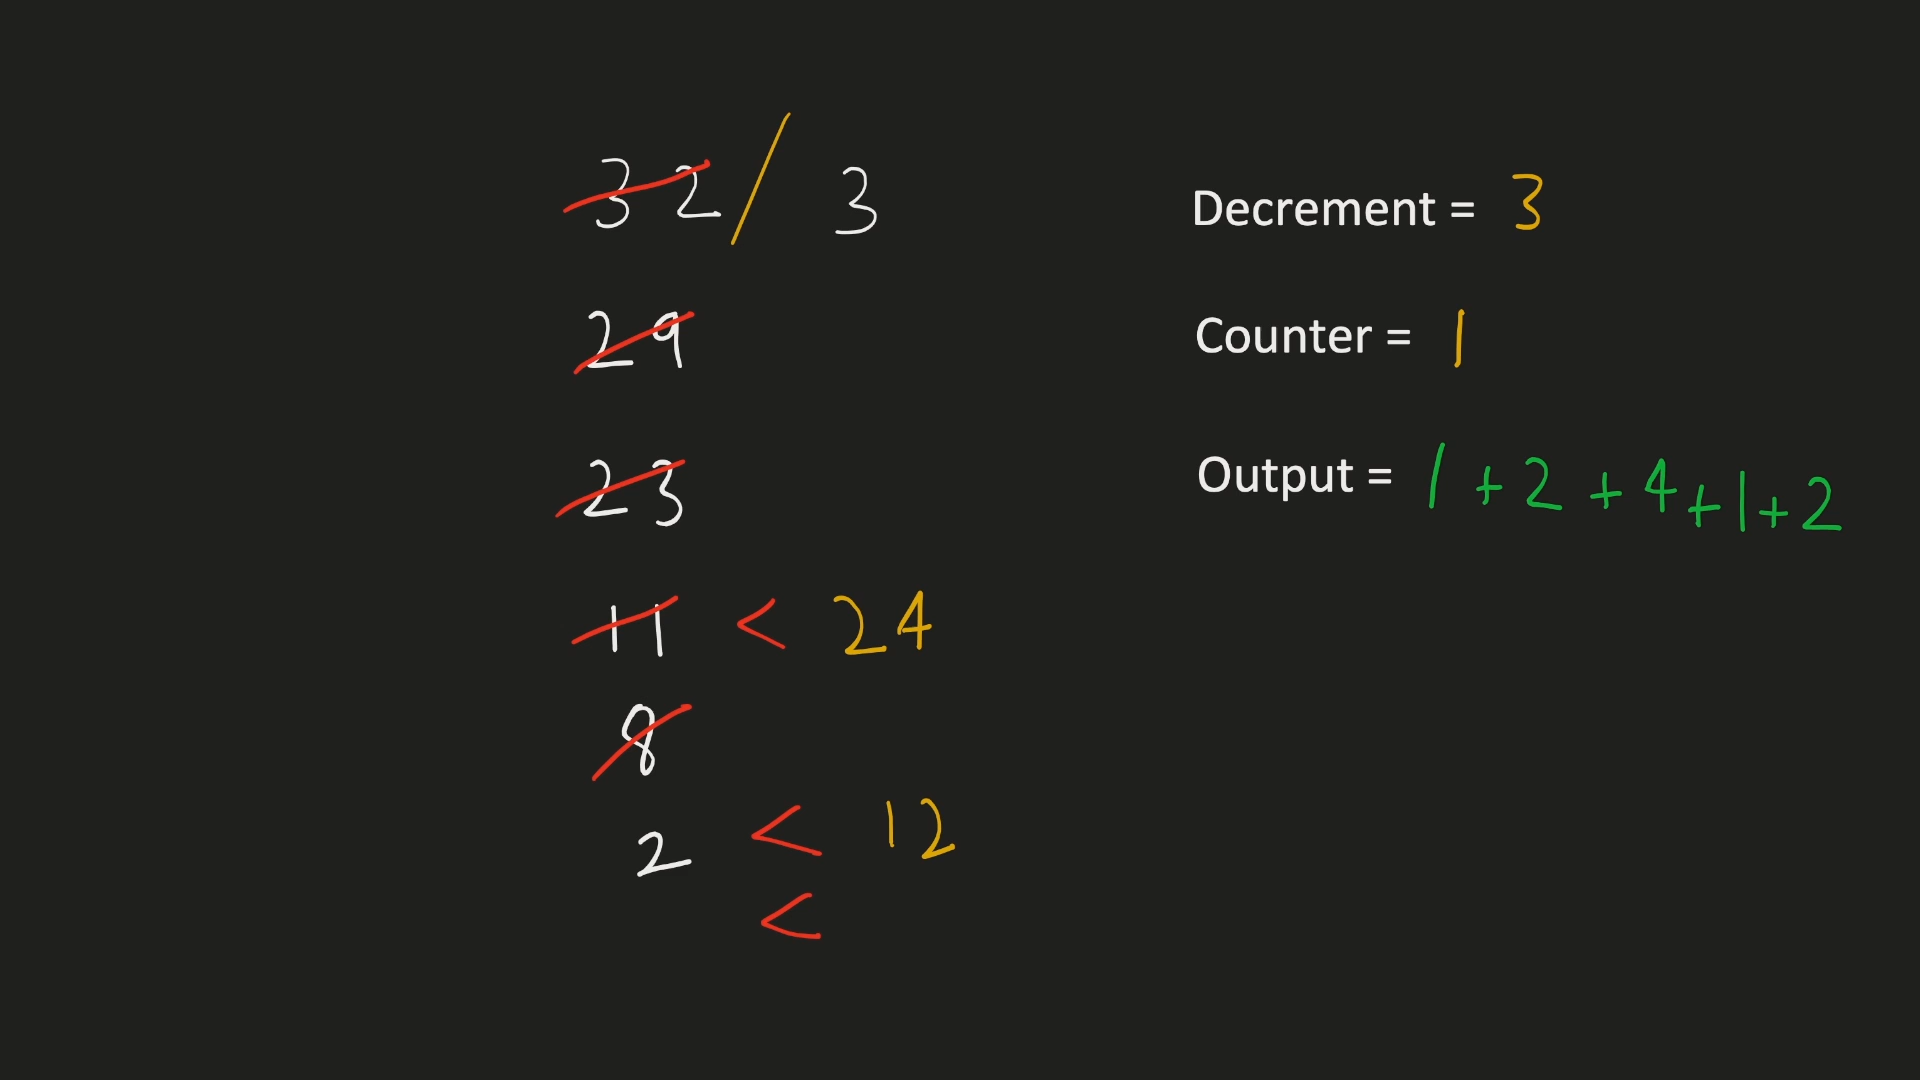 32 / 3
29
23
11 < 24
8
2 < 12
<
Decrement = 3
Counter = 1
Output = 1 + 2 + 4 + 1 + 2